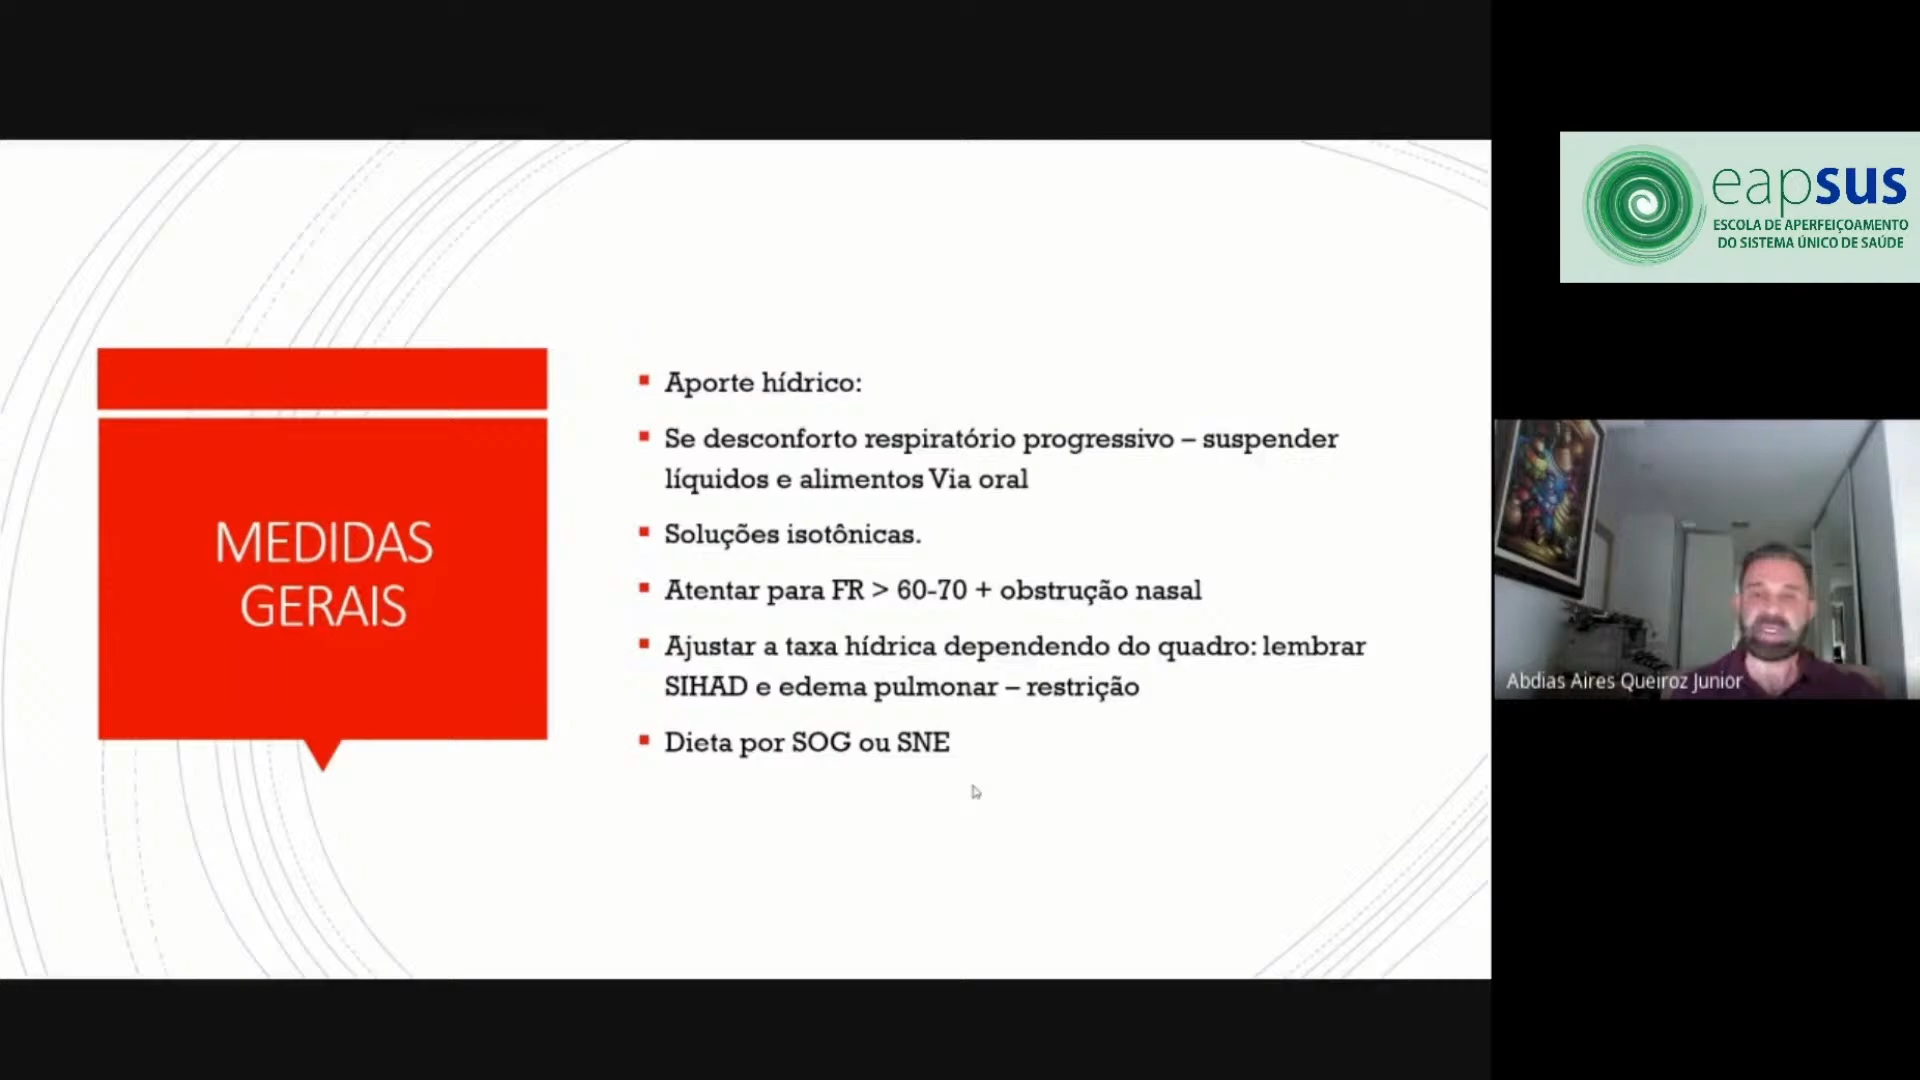 MEDIDAS
GERAIS
Aporte hídrico:
Se desconforto respiratório progressivo – suspender
líquidos e alimentos Via oral
Soluções isotônicas.
Atentar para FR > 60-70 + obstrução nasal
Ajustar a taxa hídrica dependendo do quadro: lembrar
SIHAD e edema pulmonar – restrição
Dieta por SOG ou SNE
eapsus
ESCOLA DE APERFEIÇOAMENTO
DO SISTEMA ÚNICO DE SAÚDE
Abdias Aires Queiroz Junior